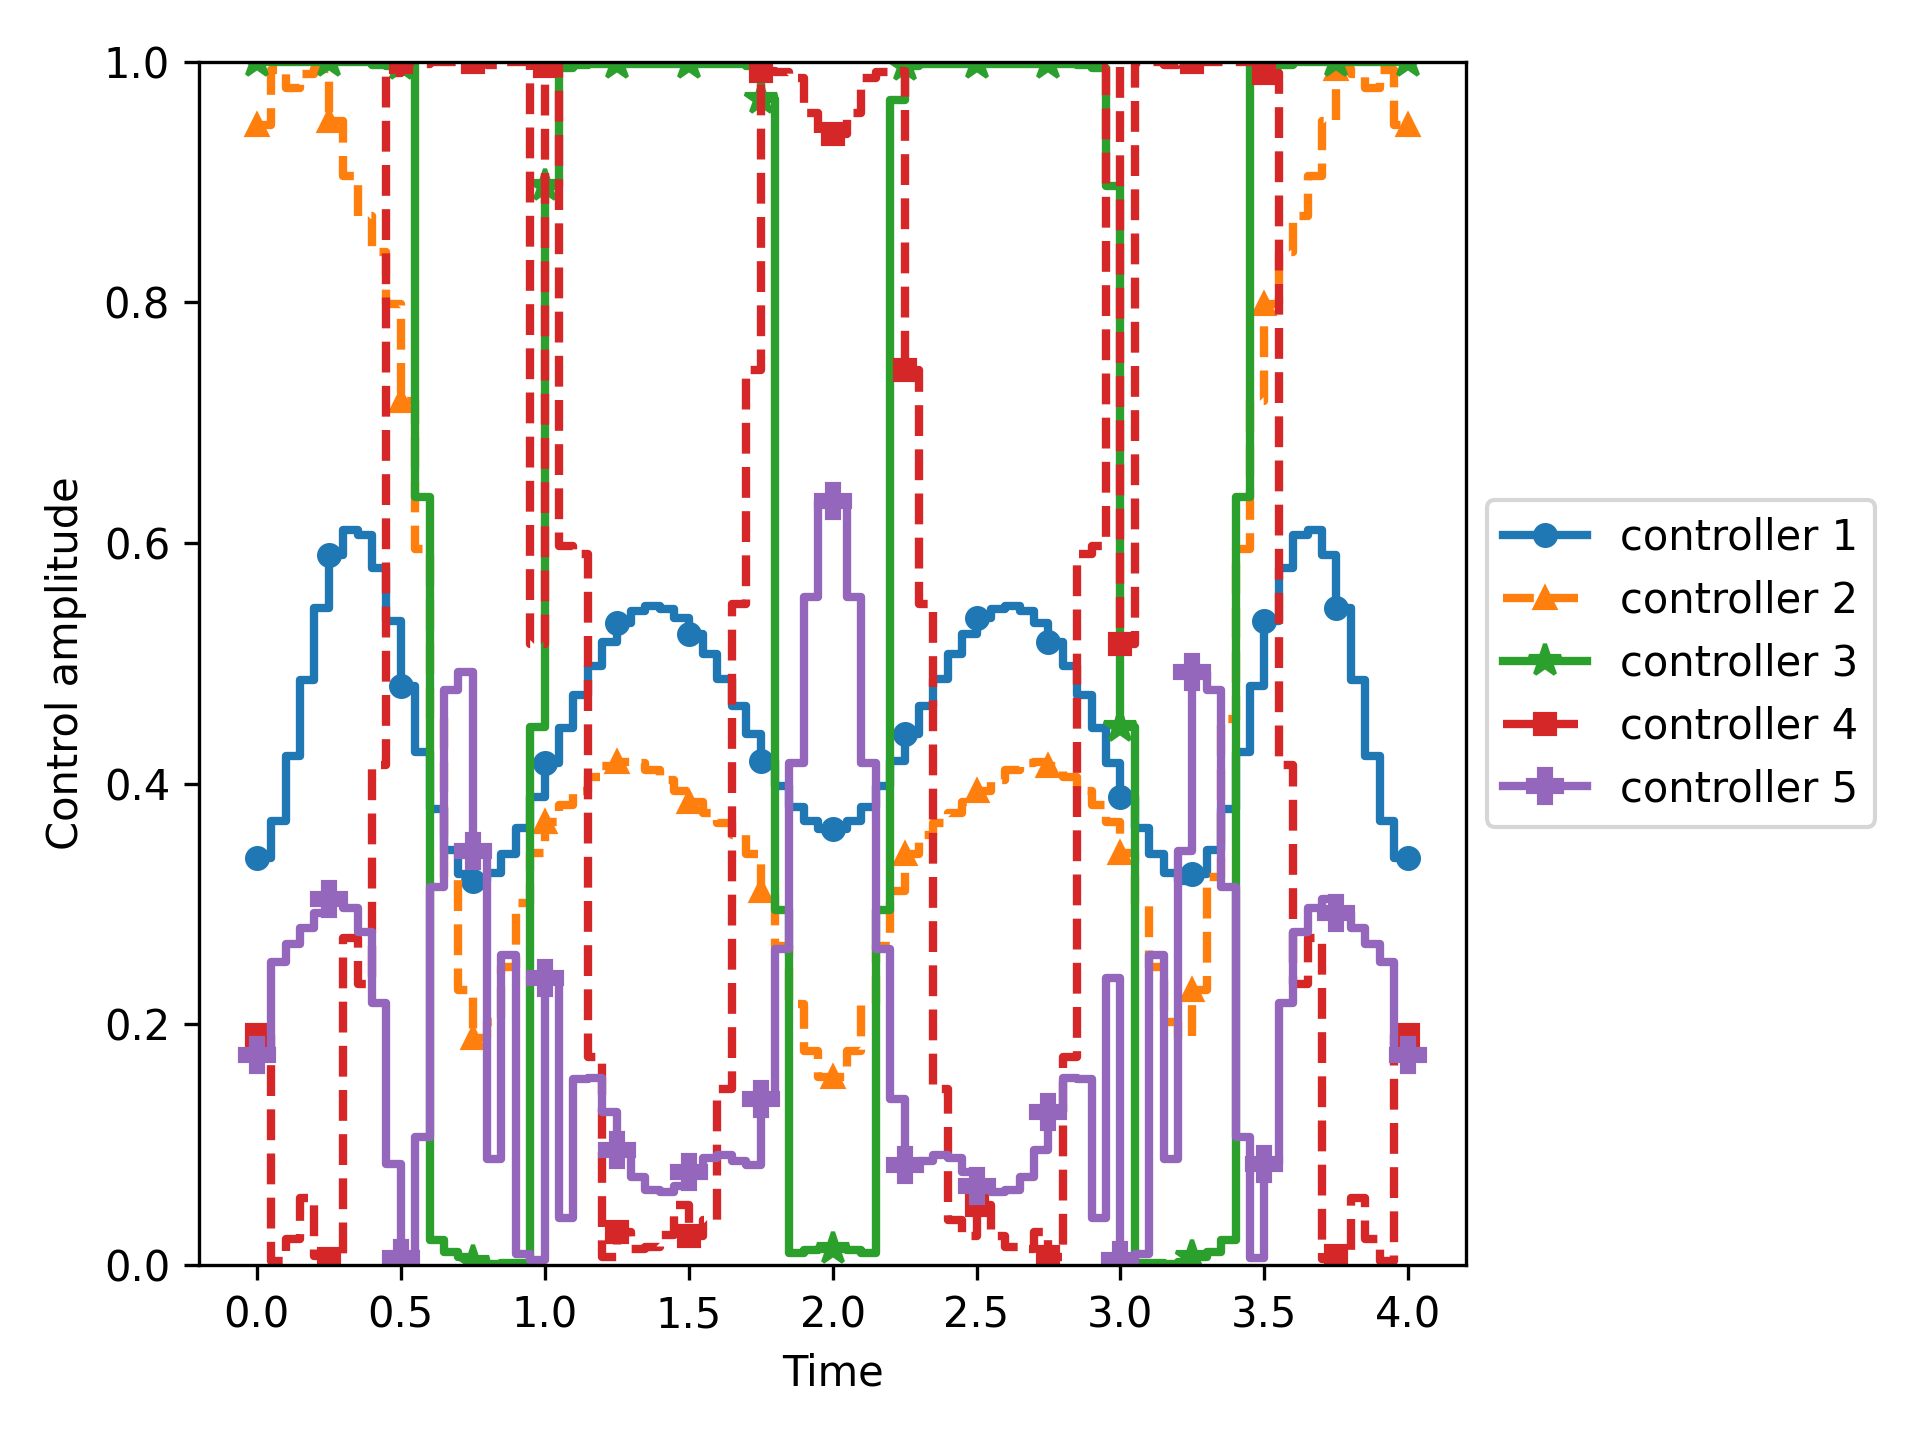 1.0
0.8
0.6
0.4
0.2
0.0
Control amplitude
0.0 0.5 1.0 1.5 2.0 2.5 3.0 3.5 4.0
Time
controller 1
controller 2
controller 3
controller 4
controller 5